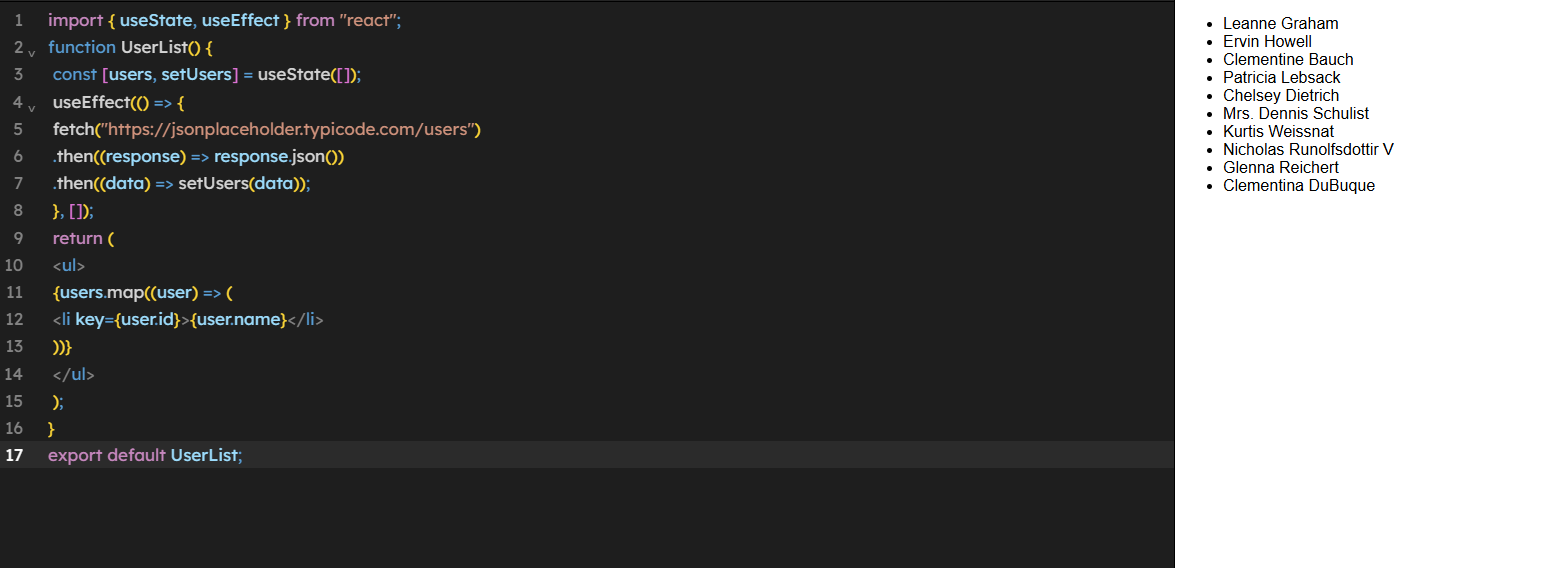 1 import { useState, useEffect } from "react";
2 function UserList() {
3 const [users, setUsers] = useState([]);
4 useEffect(() => {
5 fetch("https://jsonplaceholder.typicode.com/users")
6 .then((response) => response.json())
7 .then((data) => setUsers(data));
8 }, []);
9 return (
10 <ul>
11 {users.map((user) => (
12 <li key={user.id}>{user.name}</li>
13 ))}
14 </ul>
15 );
16 }
17 export default UserList;
• Leanne Graham
• Ervin Howell
• Clementine Bauch
• Patricia Lebsack
• Chelsey Dietrich
• Mrs. Dennis Schulist
• Kurtis Weissnat
• Nicholas Runolfsdottir V
• Glenna Reichert
• Clementina DuBuque